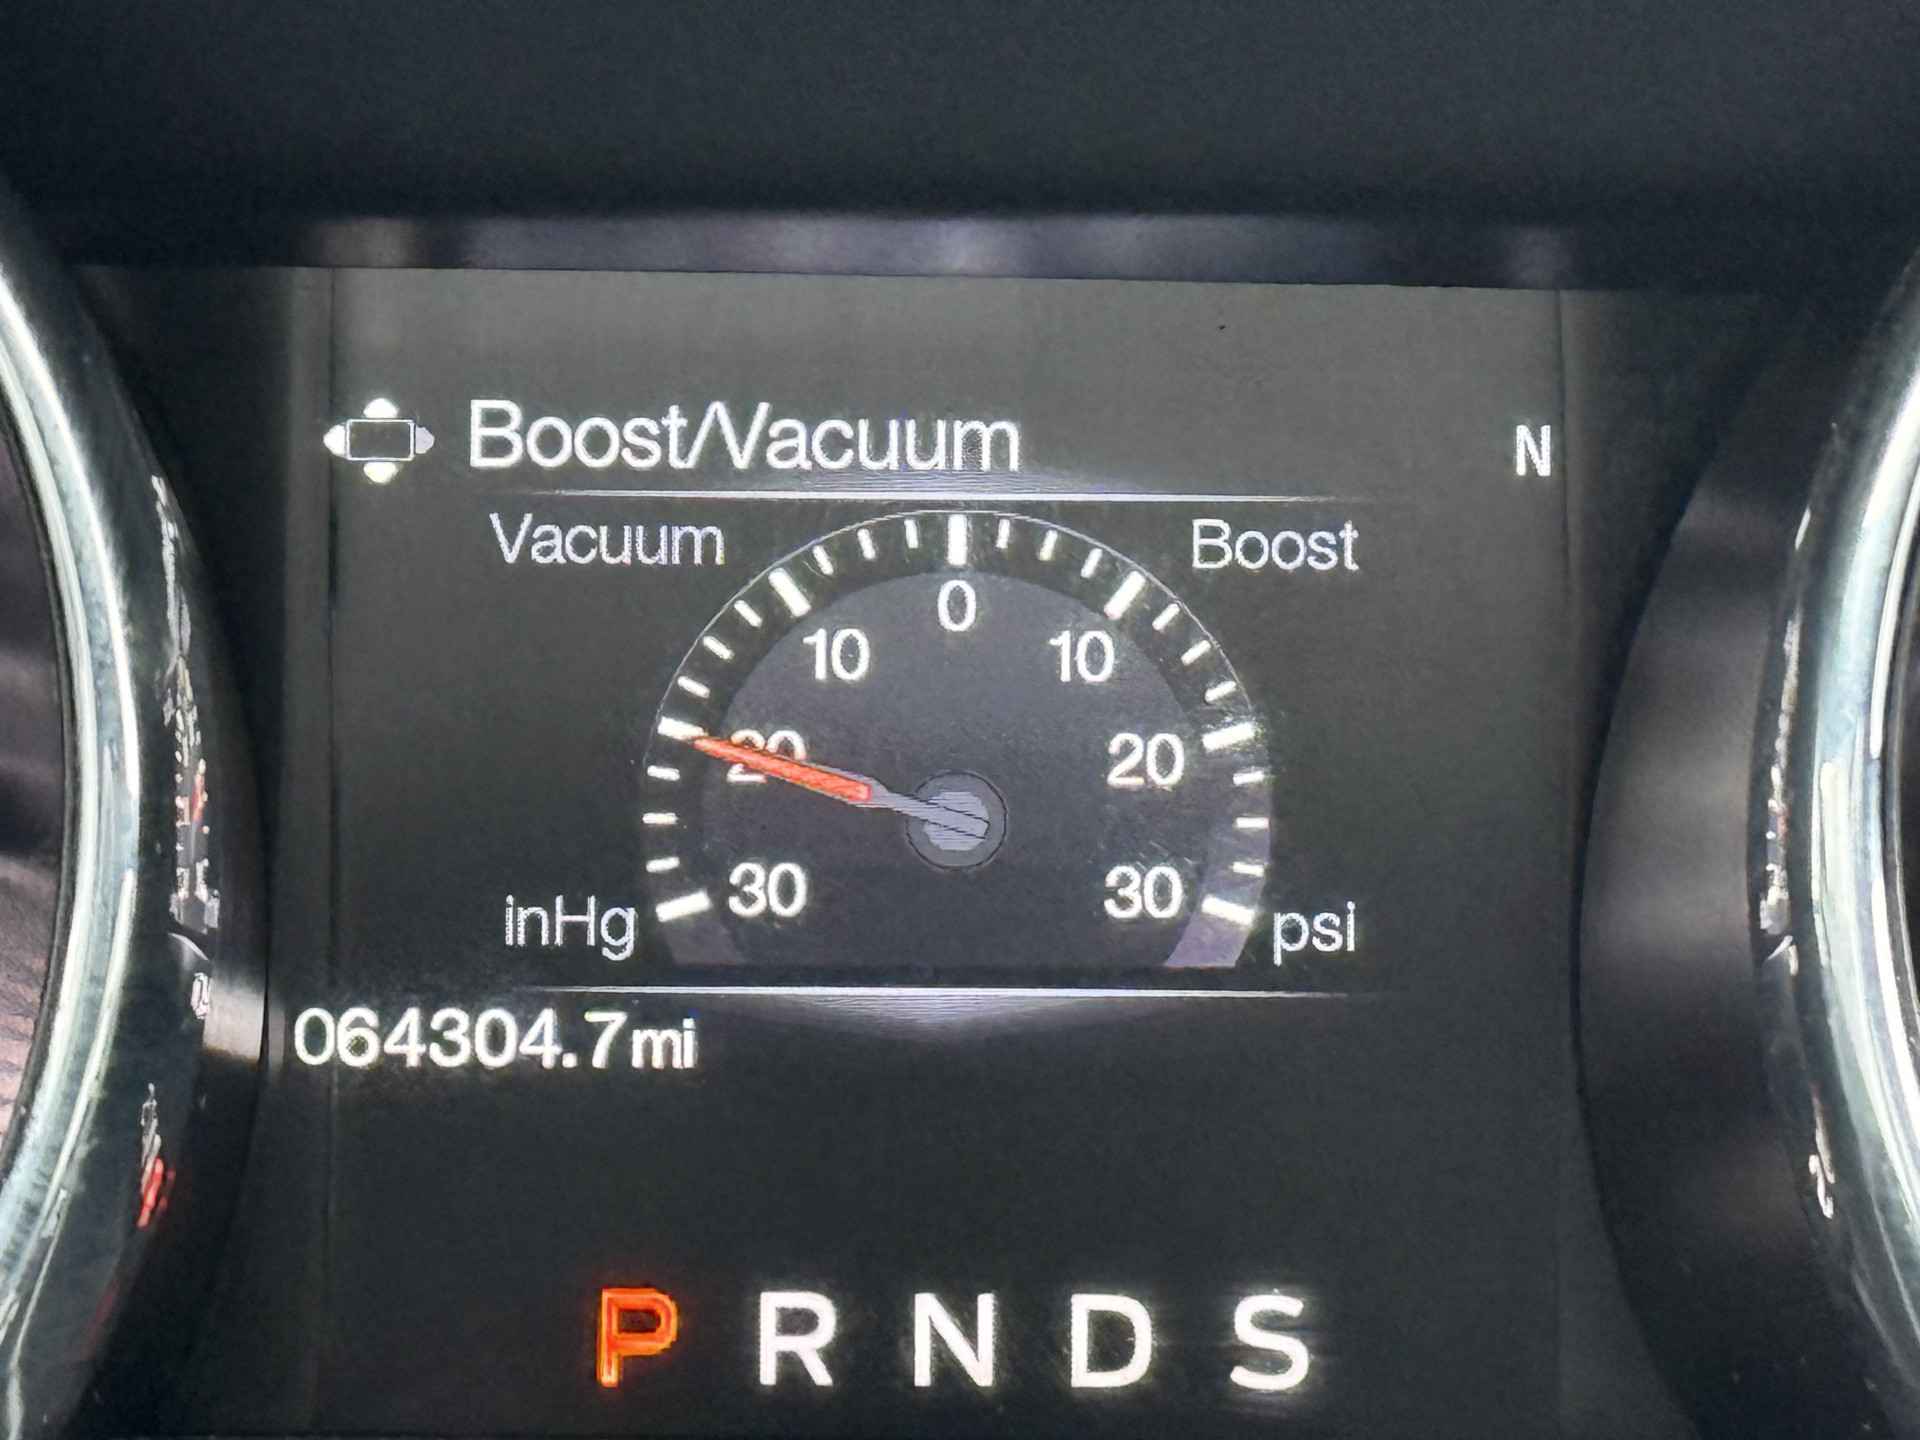 Boost/Vacuum N
Vacuum Boost
0
10 10
20 20
30 30
inHg psi
064304.7mi
P R N D S